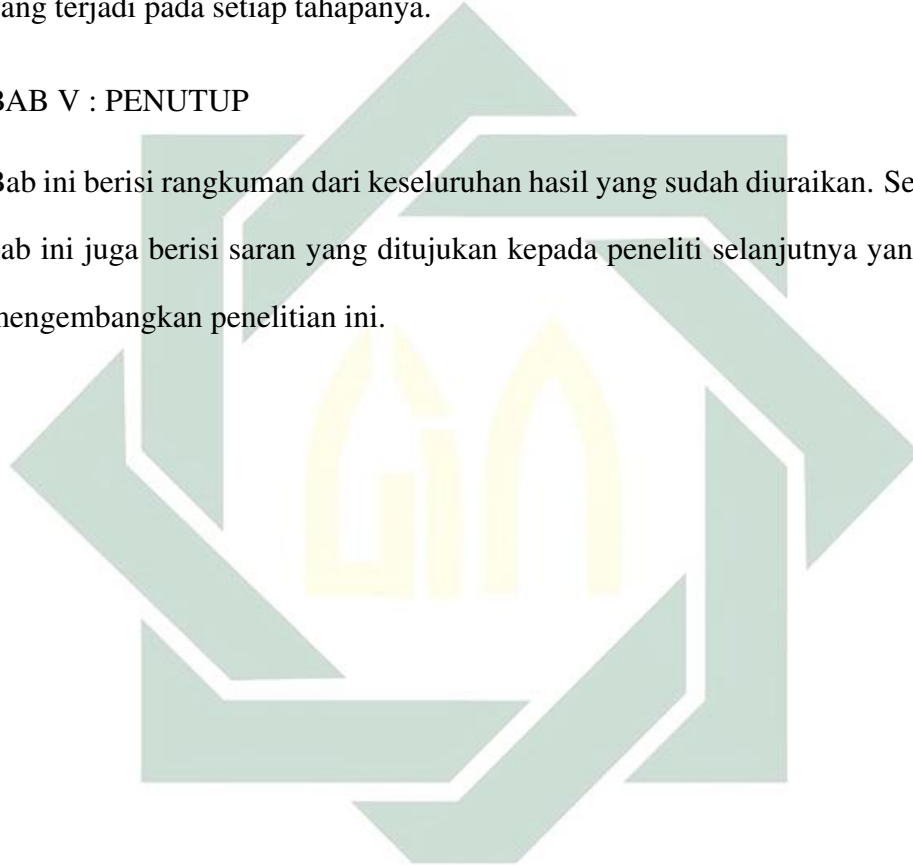 ang terjadi pada setiap tahapanya.
BAB V : PENUTUP
Bab ini berisi rangkuman dari keseluruhan hasil yang sudah diuraikan. Se
ab ini juga berisi saran yang ditujukan kepada peneliti selanjutnya yan
mengembangkan penelitian ini.